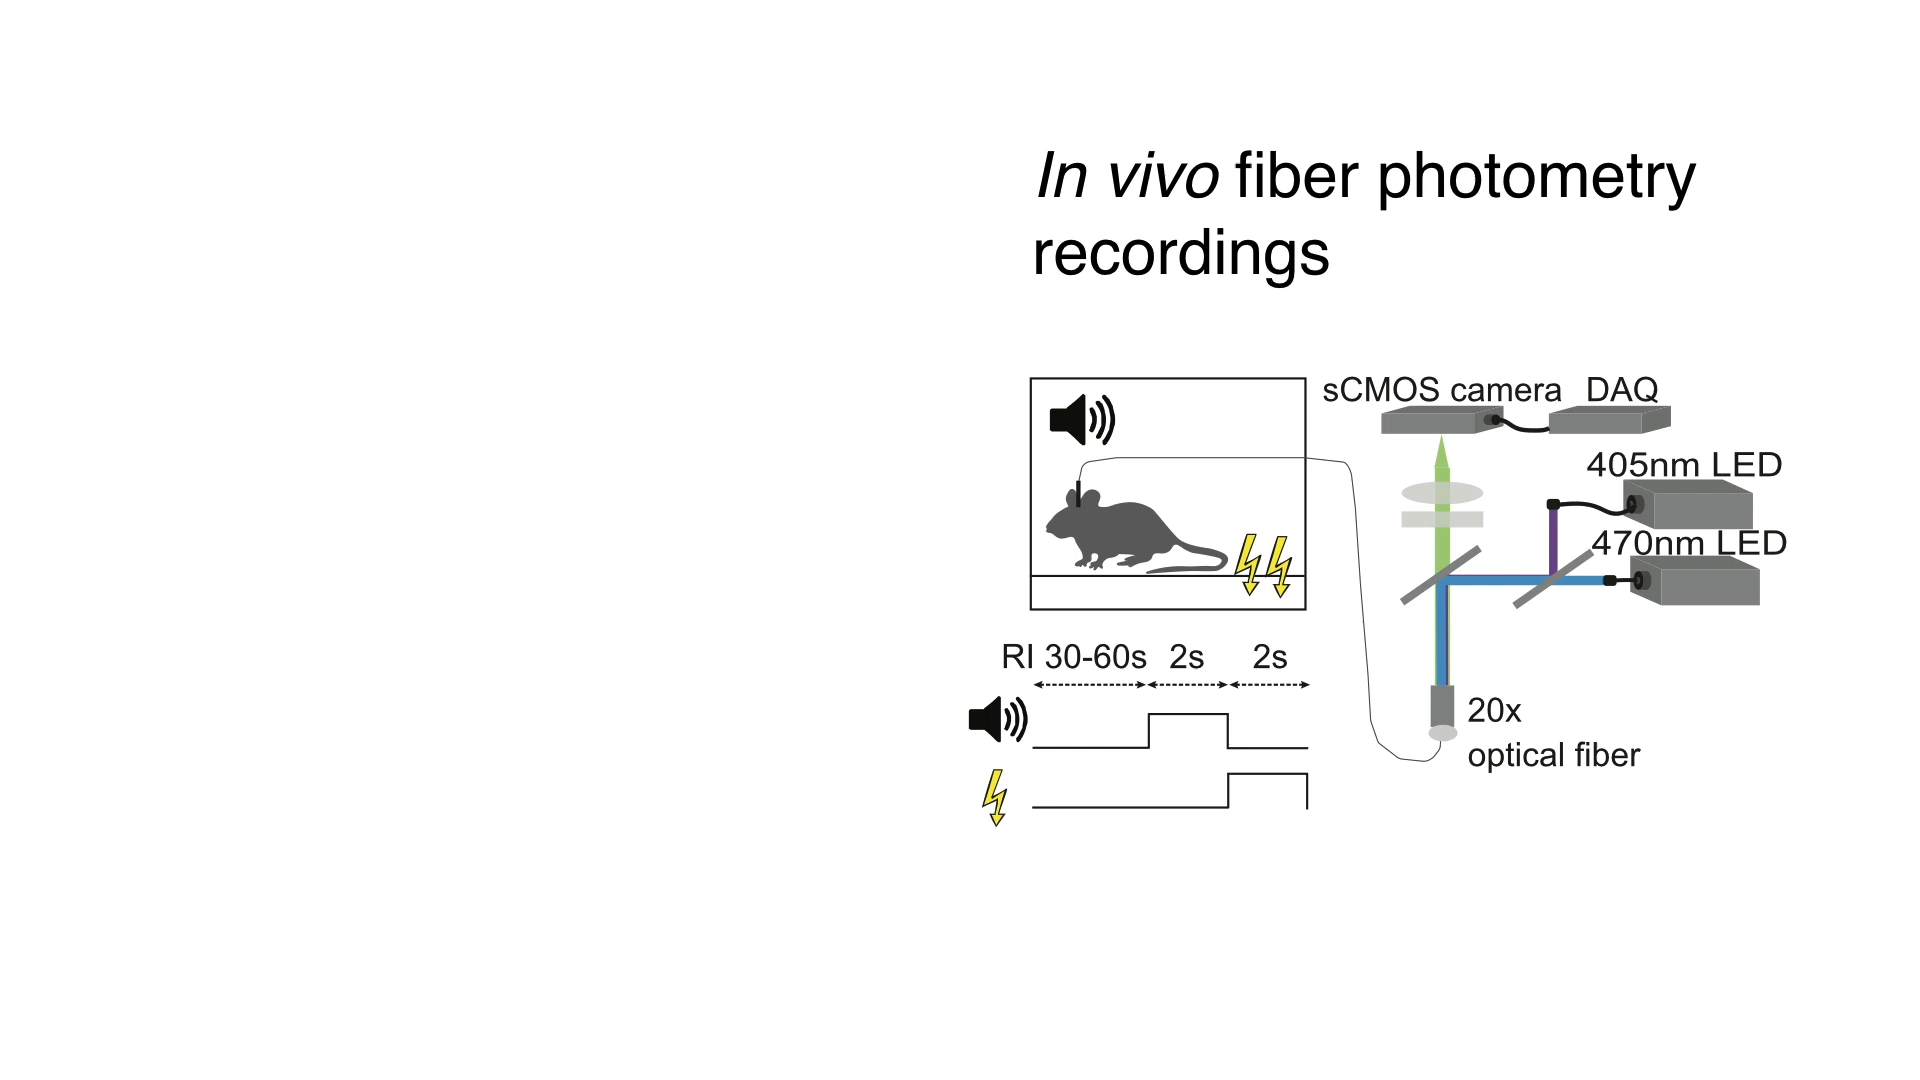 In vivo fiber photometry
recordings
sCMOS camera DAQ
405nm LED
470nm LED
RI 30-60s 2s 2s
20x
optical fiber